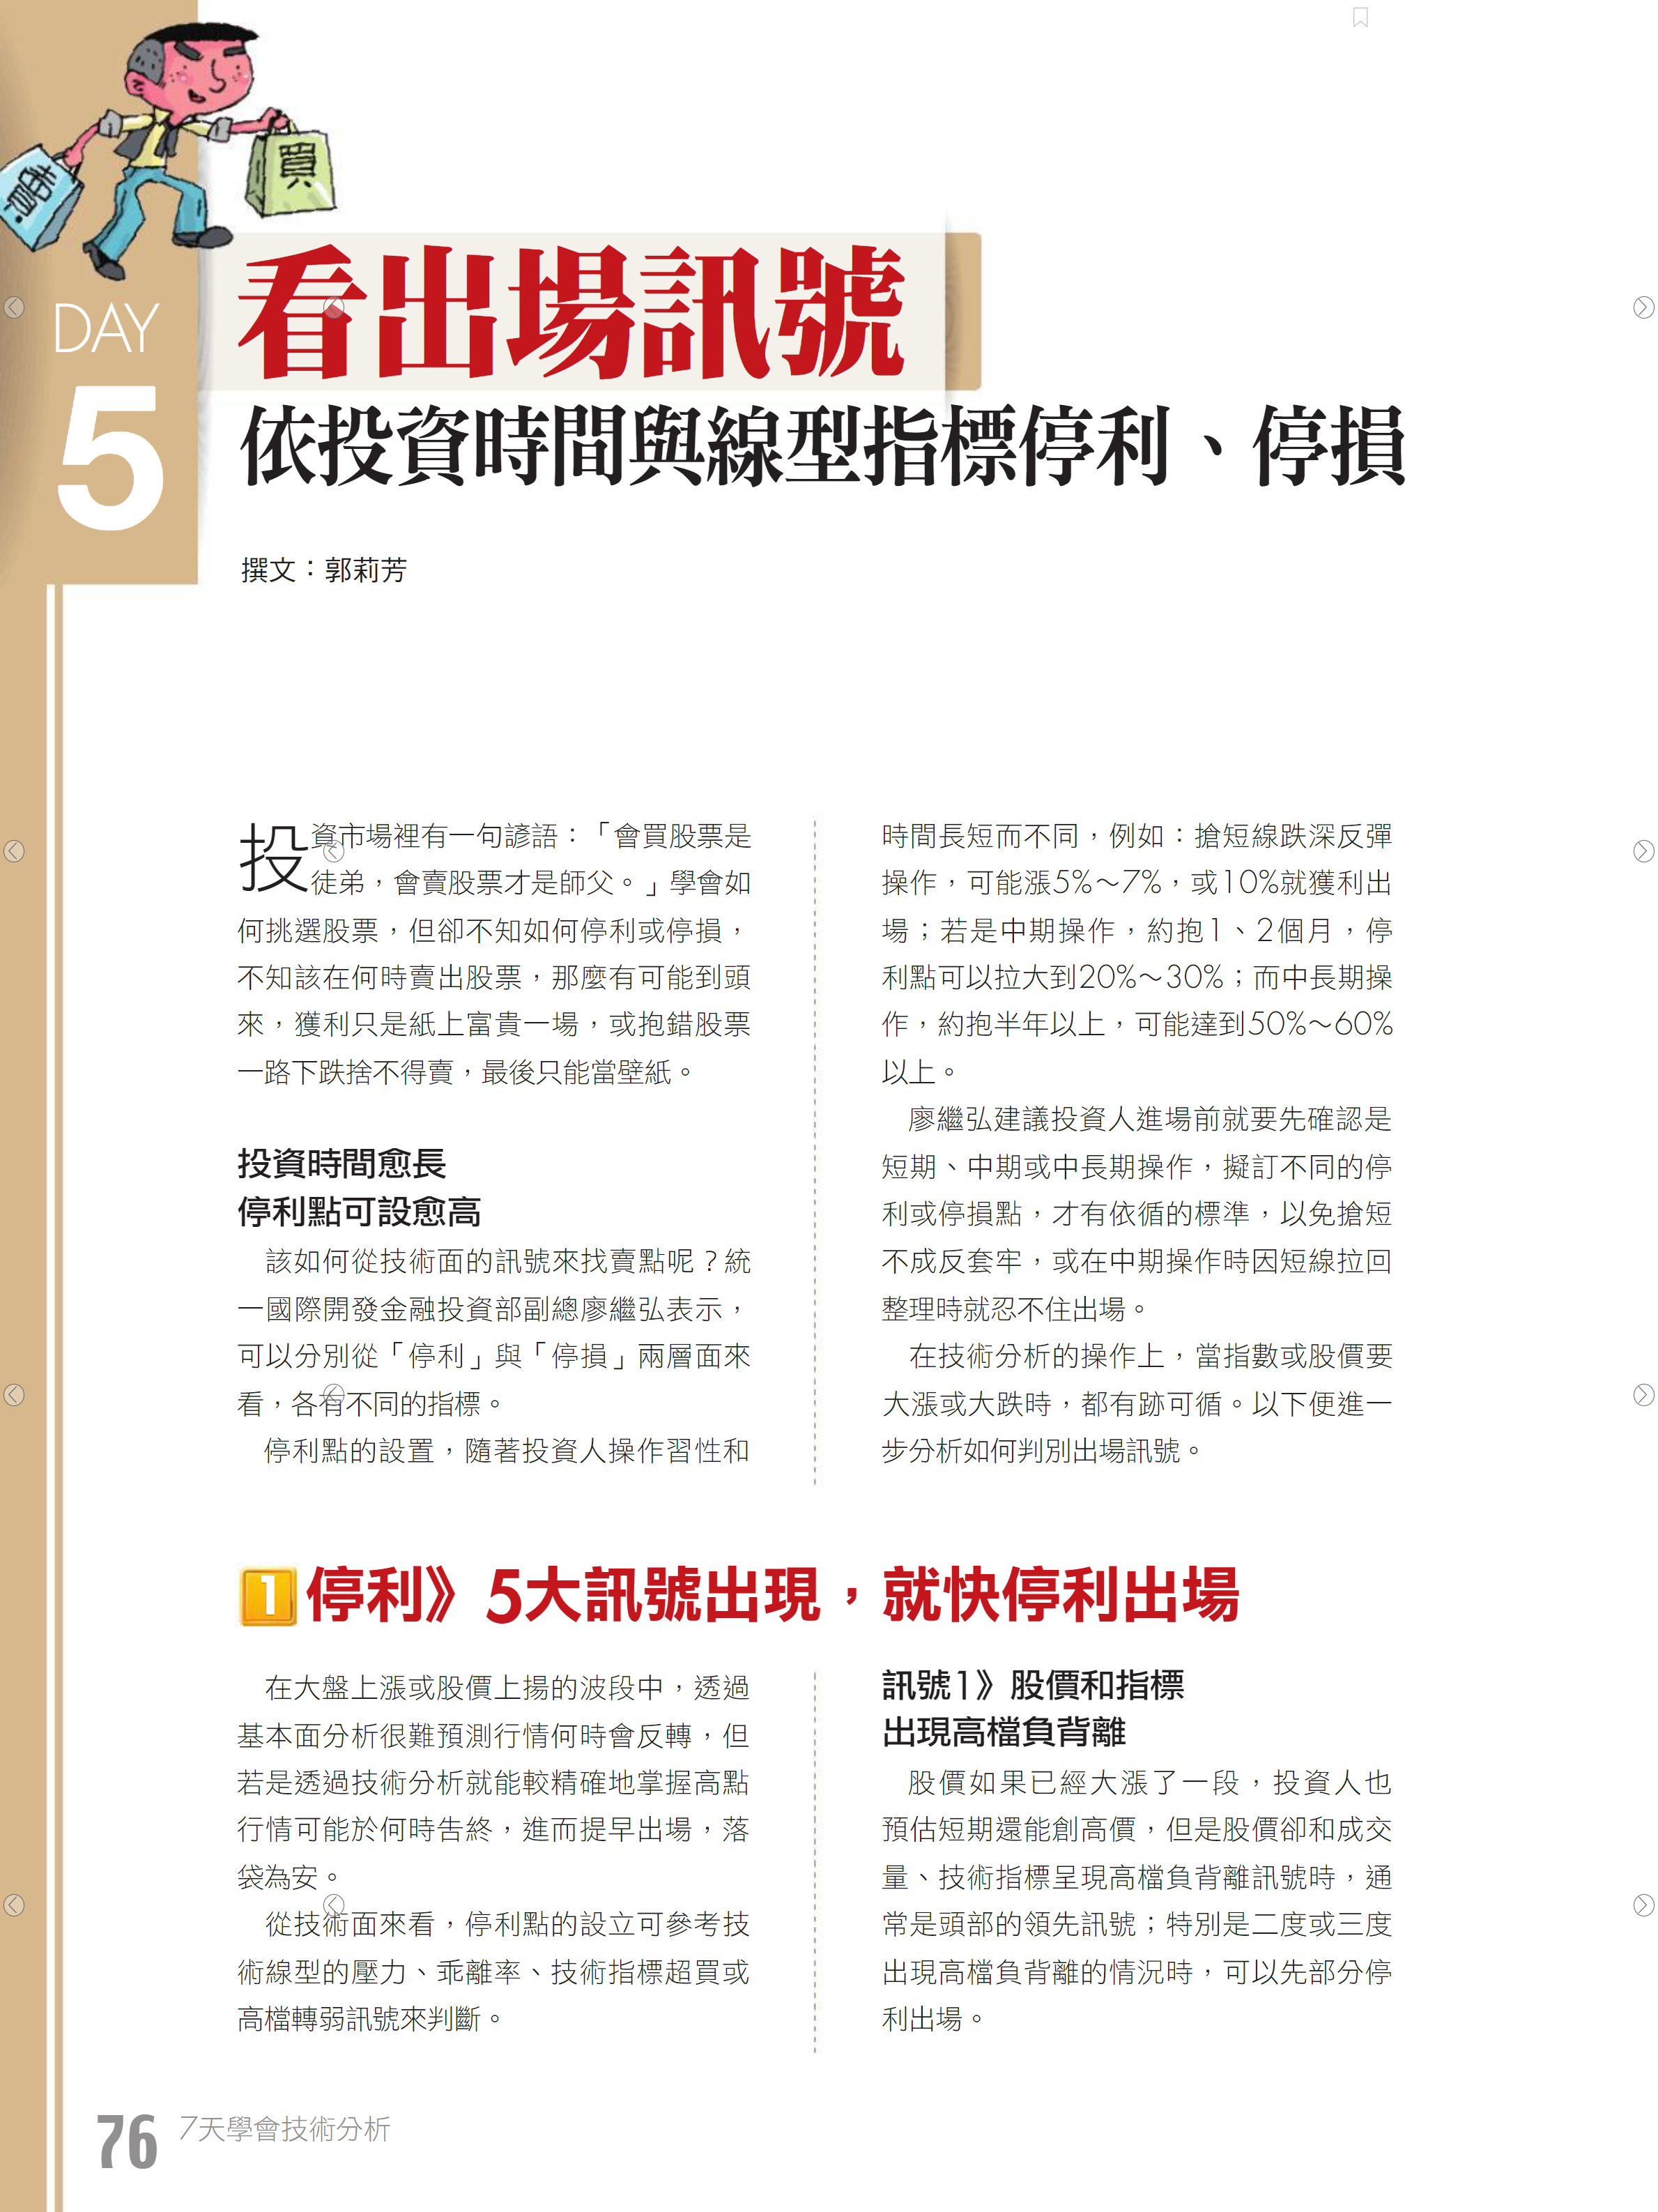 賣
買
DAY
5
看出場訊號
依投資時間與線型指標停利、停損
撰文：郭莉芳
投資市場裡有一句諺語：「會買股票是
徒弟，會賣股票才是師父。」學會如
何挑選股票，但卻不知如何停利或停損，
不知該在何時賣出股票，那麼有可能到頭
來，獲利只是紙上富貴一場，或抱錯股票
一路下跌捨不得賣，最後只能當壁紙。
投資時間愈長
停利點可設愈高
該如何從技術面的訊號來找賣點呢？統
一國際開發金融投資部副總廖繼弘表示，
可以分別從「停利」與「停損」兩層面來
看，各有不同的指標。
停利點的設置，隨著投資人操作習性和
時間長短而不同，例如：搶短線跌深反彈
操作，可能漲5%～7%，或10%就獲利出
場；若是中期操作，約抱1、2個月，停
利點可以拉大到20%～30%；而中長期操
作，約抱半年以上，可能達到50%～60%
以上。
廖繼弘建議投資人進場前就要先確認是
短期、中期或中長期操作，擬訂不同的停
利或停損點，才有依循的標準，以免搶短
不成反套牢，或在中期操作時因短線拉回
整理時就忍不住出場。
在技術分析的操作上，當指數或股價要
大漲或大跌時，都有跡可循。以下便進一
步分析如何判別出場訊號。
1 停利》5大訊號出現，就快停利出場
在大盤上漲或股價上揚的波段中，透過
基本面分析很難預測行情何時會反轉，但
若是透過技術分析就能較精確地掌握高點
行情可能於何時告終，進而提早出場，落
袋為安。
從技術面來看，停利點的設立可參考技
術線型的壓力、乖離率、技術指標超買或
高檔轉弱訊號來判斷。
訊號1》股價和指標
出現高檔負背離
股價如果已經大漲了一段，投資人也
預估短期還能創高價，但是股價卻和成交
量、技術指標呈現高檔負背離訊號時，通
常是頭部的領先訊號；特別是二度或三度
出現高檔負背離的情況時，可以先部分停
利出場。
76 7天學會技術分析